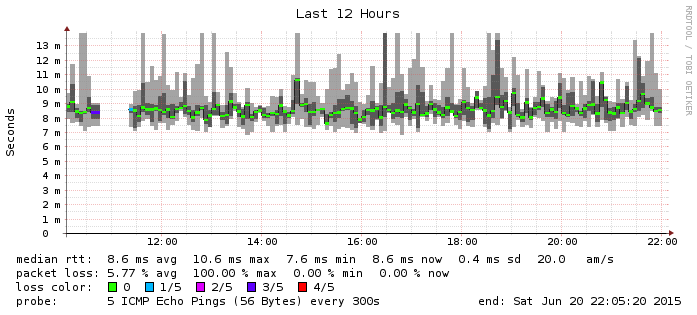 Last 12 Hours
RRDTOOL / TOBI OETIKER
Seconds
13 m
12 m
11 m
10 m
9 m
8 m
7 m
6 m
5 m
4 m
3 m
2 m
1 m
0
12:00 14:00 16:00 18:00 20:00 22:00
median rtt: 8.6 ms avg 10.6 ms max 7.6 ms min 8.6 ms now 0.4 ms sd 20.0 am/s
packet loss: 5.77 % avg 100.00 % max 0.00 % min 0.00 % now
loss color: 0 1/5 2/5 3/5 4/5
probe: 5 ICMP Echo Pings (56 Bytes) every 300s end: Sat Jun 20 22:05:20 2015